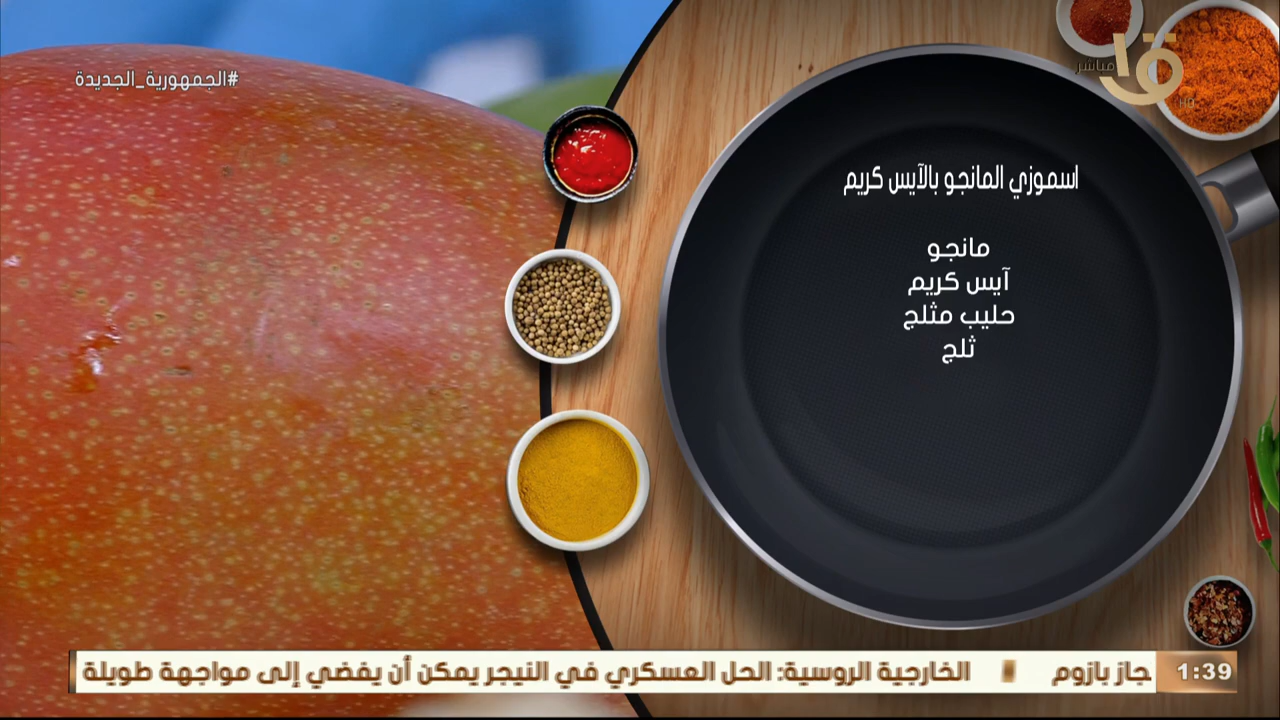 #الجمهورية_الجديدة
مباشر
HD
اسموزي المانجو بالآيس كريم
مانجو
آيس كريم
حليب مثلج
ثلج
1:39
جاز بازوم
الخارجية الروسية: الحل العسكري في النيجر يمكن أن يفضي إلى مواجهة طويلة